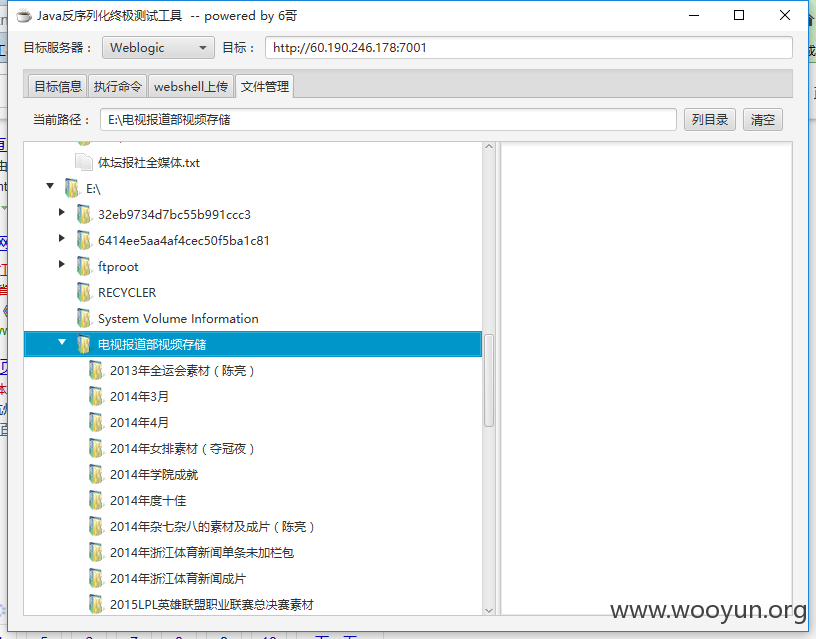 Java反序列化终极测试工具 -- powered by 6哥
目标服务器： Weblogic 目标： http://60.190.246.178:7001
目标信息 执行命令 webshell上传 文件管理
当前路径： E:\电视报道部视频存储 列目录 清空
体坛报社全媒体.txt
E:\
32eb9734d7bc55b991ccc3
6414ee5aa4af4cec50f5ba1c81
ftproot
RECYCLER
System Volume Information
电视报道部视频存储
2013年全运会素材（陈亮）
2014年3月
2014年4月
2014年女排素材（夺冠夜）
2014年学院成就
2014年度十佳
2014年杂七杂八的素材及成片（陈亮）
2014年浙江体育新闻单条未加栏包
2014年浙江体育新闻成片
2015LPL英雄联盟职业联赛总决赛素材
www.wooyun.org